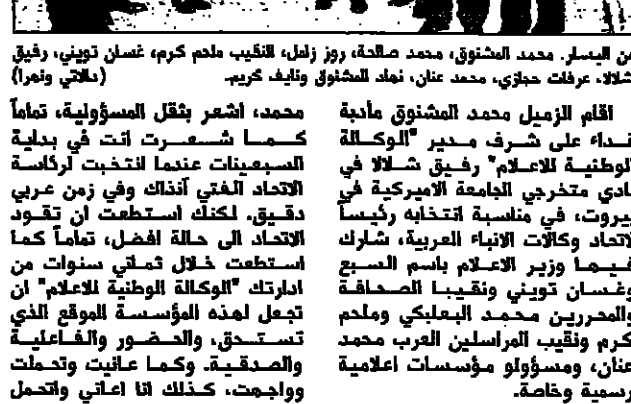 من اليسار. محمد المشنوق، محمد صالحة، روز زلمل، النقيب ملحم كرم، غسان تويني، رفيق
شلالا، عرفات حجازي، محمد عنان، نهاد المشنوق ونايف كريم.
(دالاتي ونهرا)
أقام الزميل محمد المشنوق مأدبة
غداء على شرف مدير "الوكالة
الوطنية للاعلام" رفيق شلالا في
نادي متخرجي الجامعة الاميركية في
بيروت، في مناسبة انتخابه رئيساً
لاتحاد وكالات الانباء العربية، شارك
فيها وزير الاعلام باسم السبع
وغسان تويني ونقيبا الصحافة
والمحررين محمد البعلبكي وملحم
كرم ونقيب المراسلين العرب محمد
عنان، ومسؤولو مؤسسات اعلامية
رسمية وخاصة.
محمد، اشعر بثقل المسؤولية، تماماً
كما شعرت انت في بداية
السبعينات عندما انتخبت لرئاسة
الاتحاد الفتي آنذاك وفي زمن عربي
دقيق. لكنك استطعت ان تقود
الاتحاد الى حالة افضل، تماماً كما
استطعت خلال ثماني سنوات من
ادارتك "الوكالة الوطنية للاعلام" ان
تجعل لهذه المؤسسة الموقع الذي
تستحق، والحضور والفاعلية
والصدقية. وكما عانيت وتحملت
وواجهت، كذلك انا اعاني واتحمل